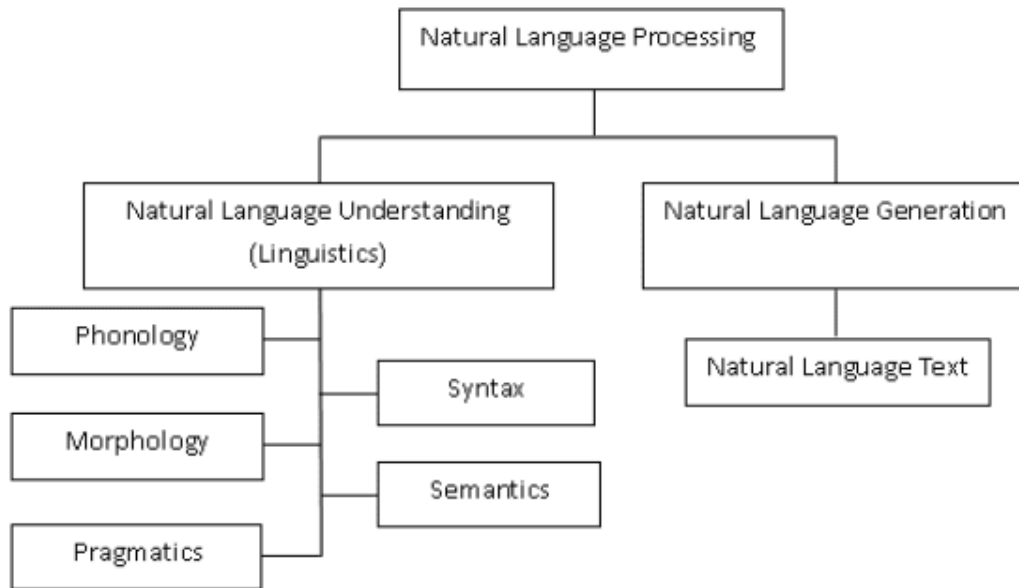 Natural Language Processing
Natural Language Understanding
(Linguistics)
Natural Language Generation
Phonology
Natural Language Text
Syntax
Morphology
Semantics
Pragmatics